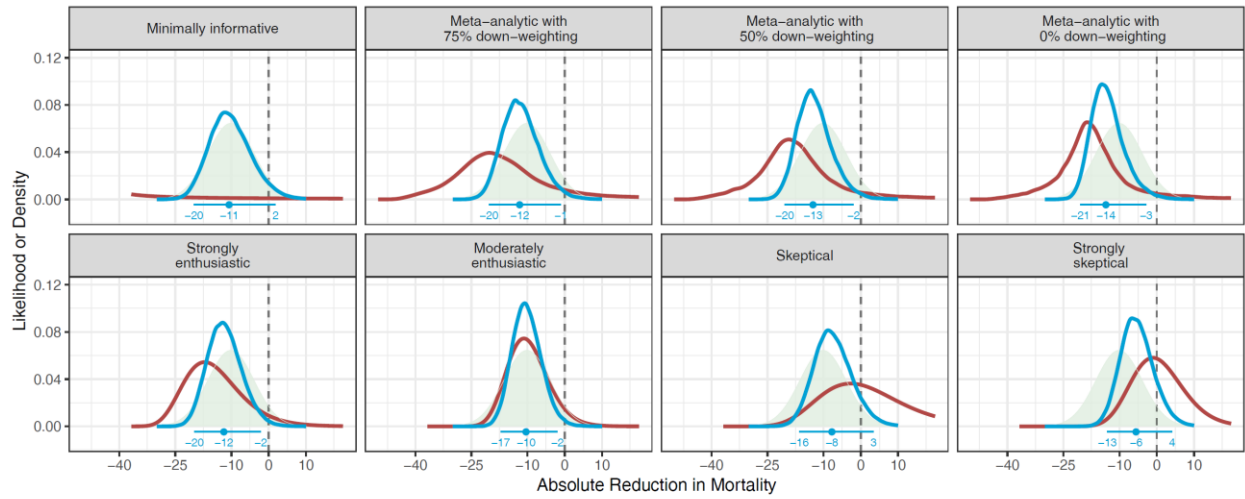 Minimally informative
Meta−analytic with
75% down−weighting
Meta−analytic with
50% down−weighting
Meta−analytic with
0% down−weighting
0.12
0.08
0.04
0.00
−20 −11 2
−20 −12 −1
−20 −13 −2
−21 −14 −3
Strongly
enthusiastic
Moderately
enthusiastic
Skeptical
Strongly
skeptical
0.12
0.08
0.04
0.00
−20 −12 −2
−17 −10 −2
−16 −8 3
−13 −6 4
−40 −25 −10 0 10
−40 −25 −10 0 10
−40 −25 −10 0 10
−40 −25 −10 0 10
Likelihood or Density
Absolute Reduction in Mortality